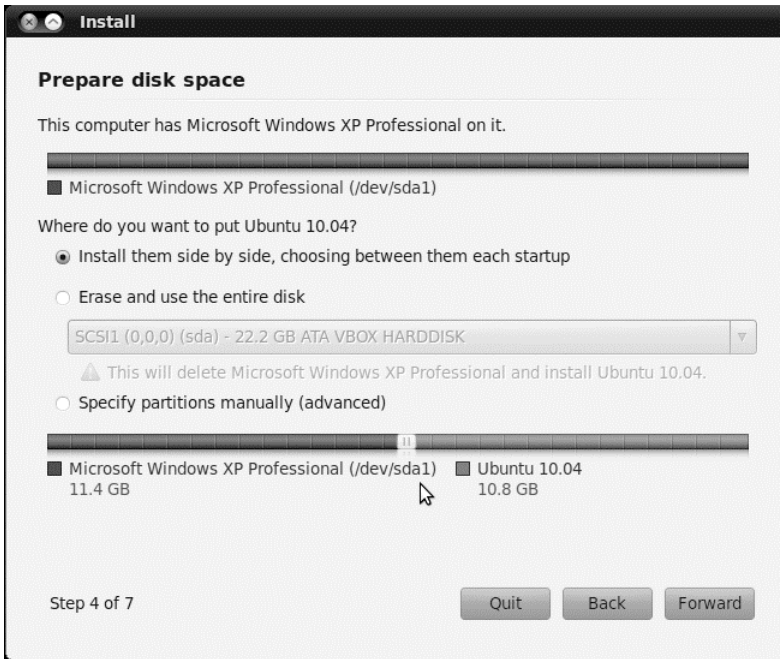 Install
Prepare disk space
This computer has Microsoft Windows XP Professional on it.
Microsoft Windows XP Professional (/dev/sda1)
Where do you want to put Ubuntu 10.04?
Install them side by side, choosing between them each startup
Erase and use the entire disk
SCSI1 (0,0,0) (sda) - 22.2 GB ATA VBOX HARDDISK
This will delete Microsoft Windows XP Professional and install Ubuntu 10.04.
Specify partitions manually (advanced)
Microsoft Windows XP Professional (/dev/sda1) Ubuntu 10.04
11.4 GB 10.8 GB
Step 4 of 7 Quit Back Forward